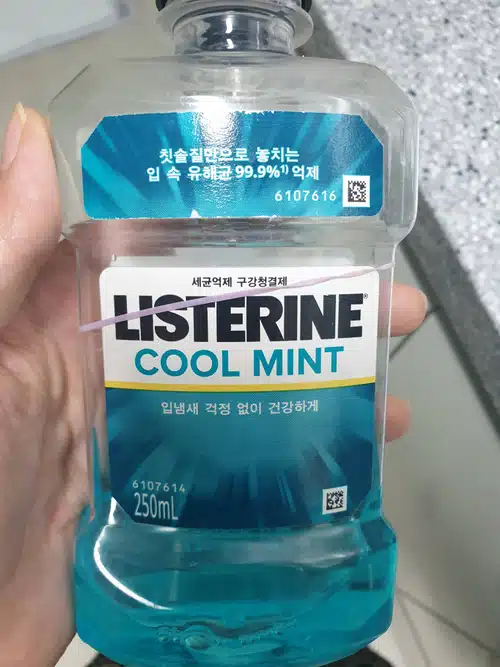 칫솔질만으로 놓치는
입 속 유해균 99.9%¹⁾ 억제
6107616
세균억제 구강청결제
LISTERINE®
COOL MINT
입냄새 걱정 없이 건강하게
6107614
250mL